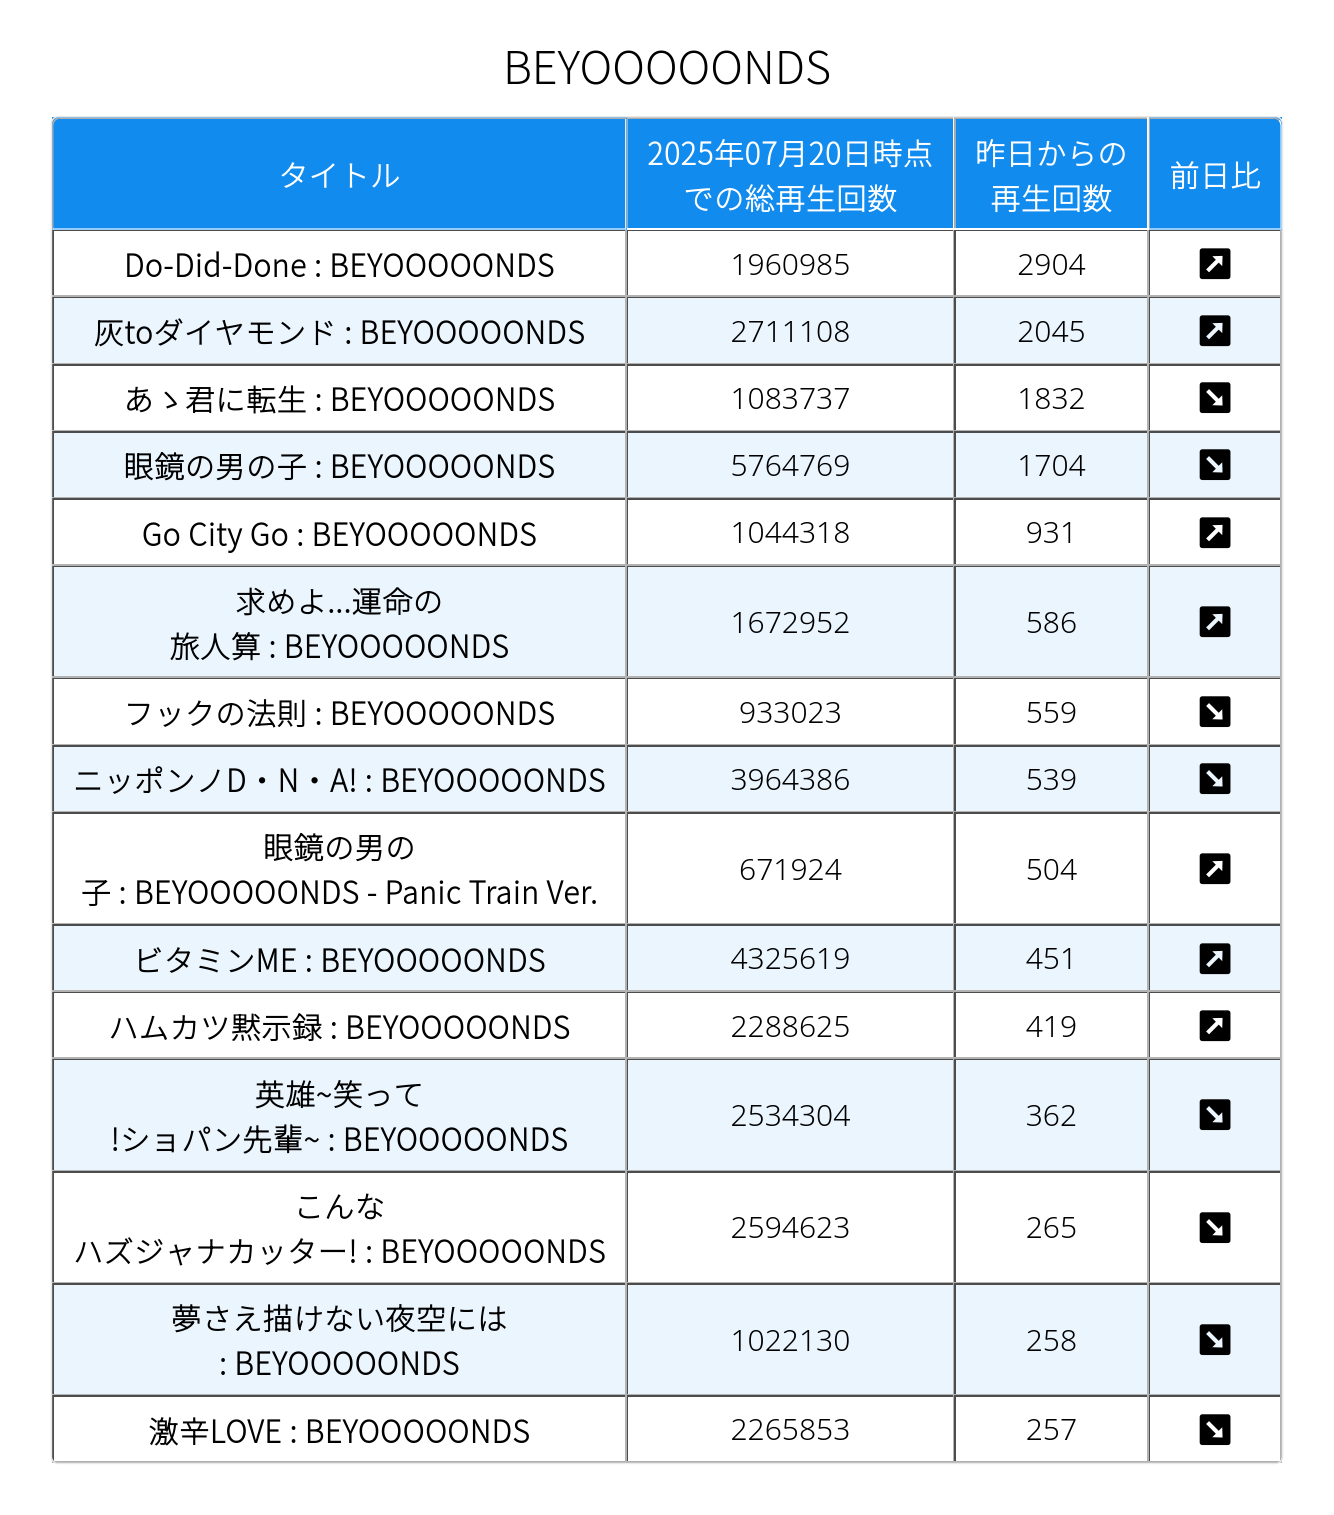 BEYOOOOONDS
タイトル
2025年07月20日時点
での総再生回数
昨日からの
再生回数
前日比
Do-Did-Done : BEYOOOOONDS
1960985
2904
灰toダイヤモンド : BEYOOOOONDS
2711108
2045
あゝ君に転生 : BEYOOOOONDS
1083737
1832
眼鏡の男の子 : BEYOOOOONDS
5764769
1704
Go City Go : BEYOOOOONDS
1044318
931
求めよ...運命の
旅人算 : BEYOOOOONDS
1672952
586
フックの法則 : BEYOOOOONDS
933023
559
ニッポンノD・N・A! : BEYOOOOONDS
3964386
539
眼鏡の男の
子 : BEYOOOOONDS - Panic Train Ver.
671924
504
ビタミンME : BEYOOOOONDS
4325619
451
ハムカツ黙示録 : BEYOOOOONDS
2288625
419
英雄~笑って
!ショパン先輩~ : BEYOOOOONDS
2534304
362
こんな
ハズジャナカッター! : BEYOOOOONDS
2594623
265
夢さえ描けない夜空には
: BEYOOOOONDS
1022130
258
激辛LOVE : BEYOOOOONDS
2265853
257